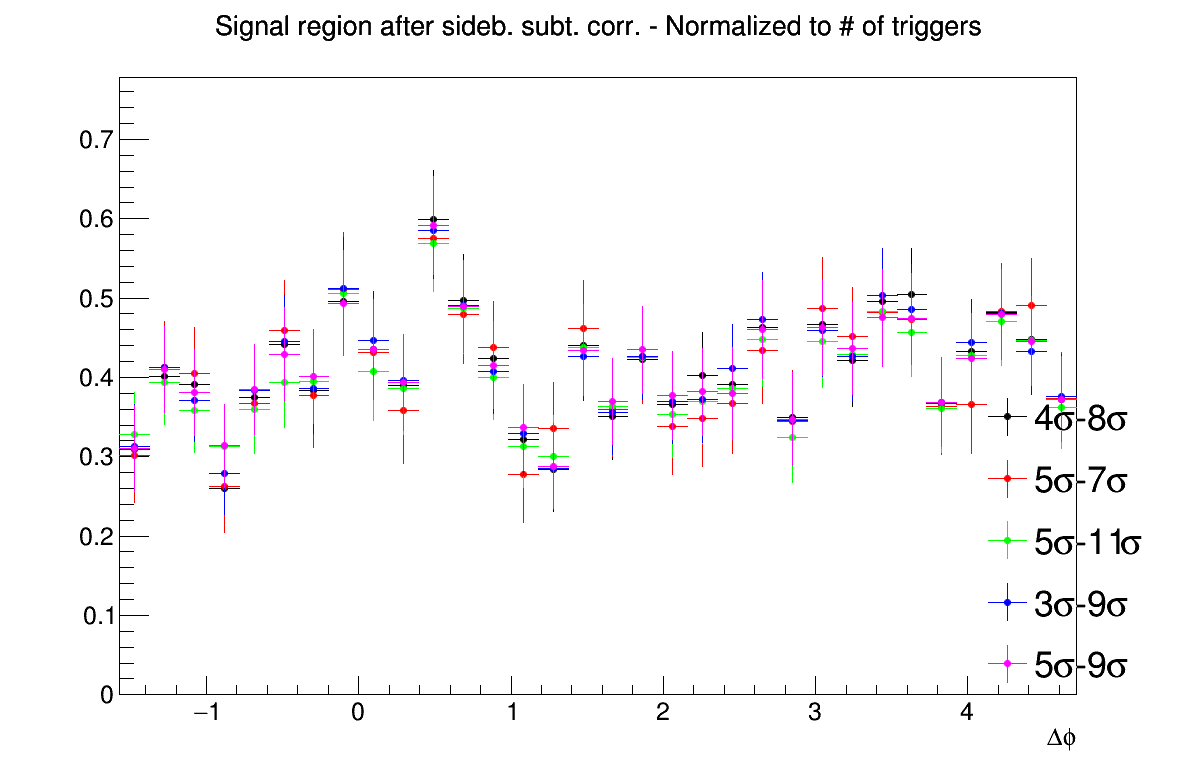 Signal region after sideb. subt. corr. - Normalized to # of triggers
0.7
0.6
0.5
0.4
0.3
0.2
0.1
0
4σ-8σ
5σ-7σ
5σ-11σ
3σ-9σ
5σ-9σ
−1 0 1 2 3 4
Δϕ